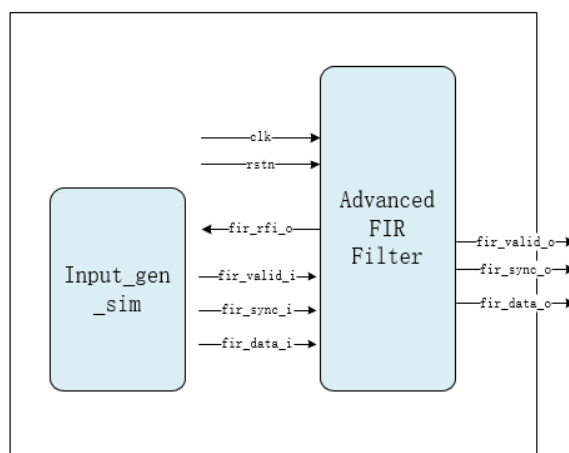 clk
rstn
Advanced
FIR
Filter
fir_rfi_o
fir_valid_o
Input_gen
_sim
fir_valid_i
fir_sync_o
fir_sync_i
fir_data_o
fir_data_i